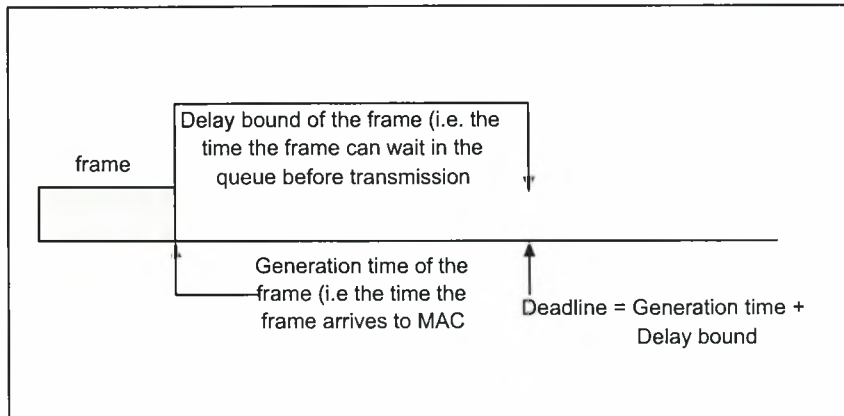 Delay bound of the frame (i.e. the
time the frame can wait in the
queue before transmission
frame
Generation time of the
frame (i.e the time the
frame arrives to MAC
Deadline = Generation time +
Delay bound